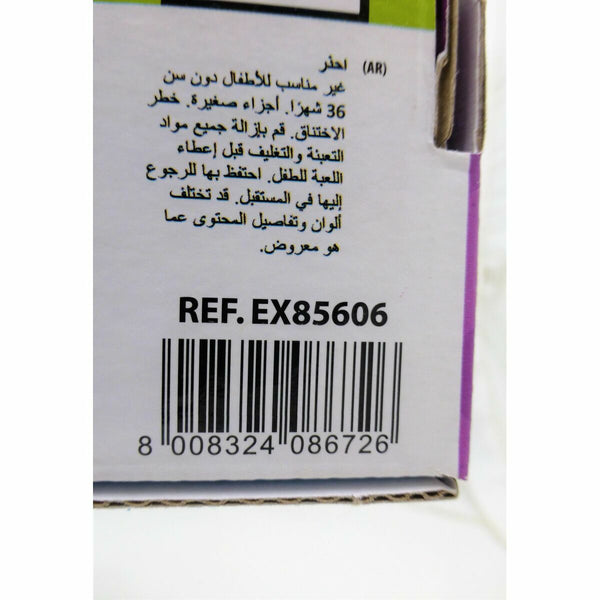 (AR) احذر
غير مناسب للأطفال دون سن
36 شهرًا. أجزاء صغيرة. خطر
الاختناق. قم بإزالة جميع مواد
التعبئة والتغليف قبل إعطاء
اللعبة للطفل. احتفظ بها للرجوع
إليها في المستقبل. قد تختلف
ألوان وتفاصيل المحتوى عما
هو معروض.
REF. EX85606
8 008324 086726